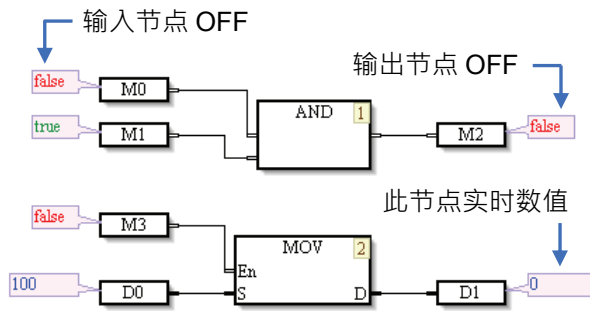 输入节点 OFF
输出节点 OFF
false
M0
AND
1
true
M1
M2
false
此节点实时数值
false
M3
MOV
2
En
100
D0
S
D
D1
0